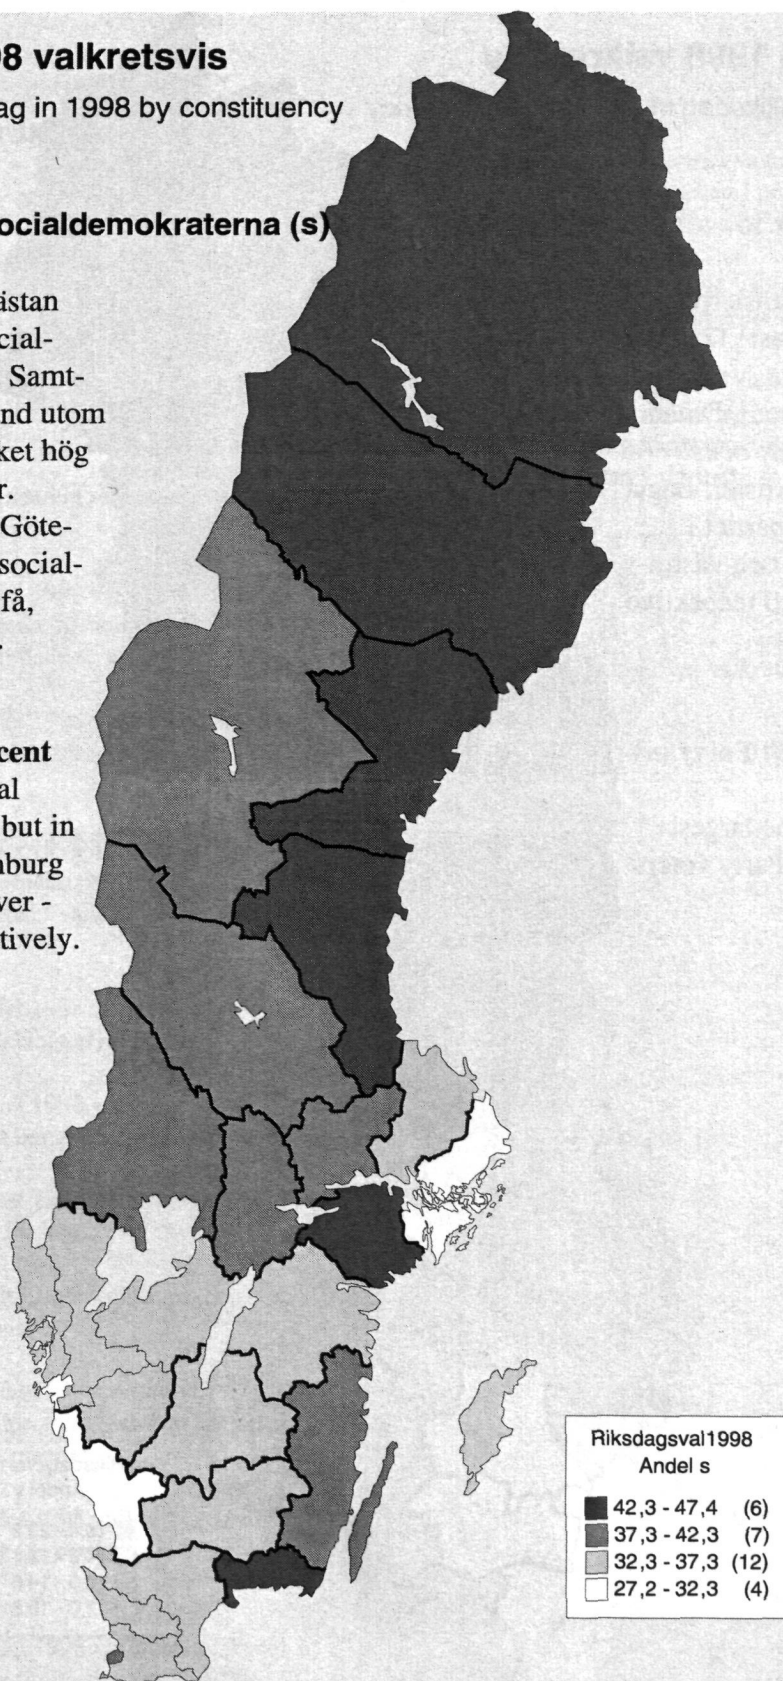 8 valkretsvis
ag in 1998 by constituency
ocialdemokraterna (s)
ästan
cial-
Samt-
nd utom
ket hög
r.
Göte-
social-
få,
.
cent
al
but in
nburg
ver -
tively.
Riksdagsval1998
Andel s
42,3 - 47,4 (6)
37,3 - 42,3 (7)
32,3 - 37,3 (12)
27,2 - 32,3 (4)